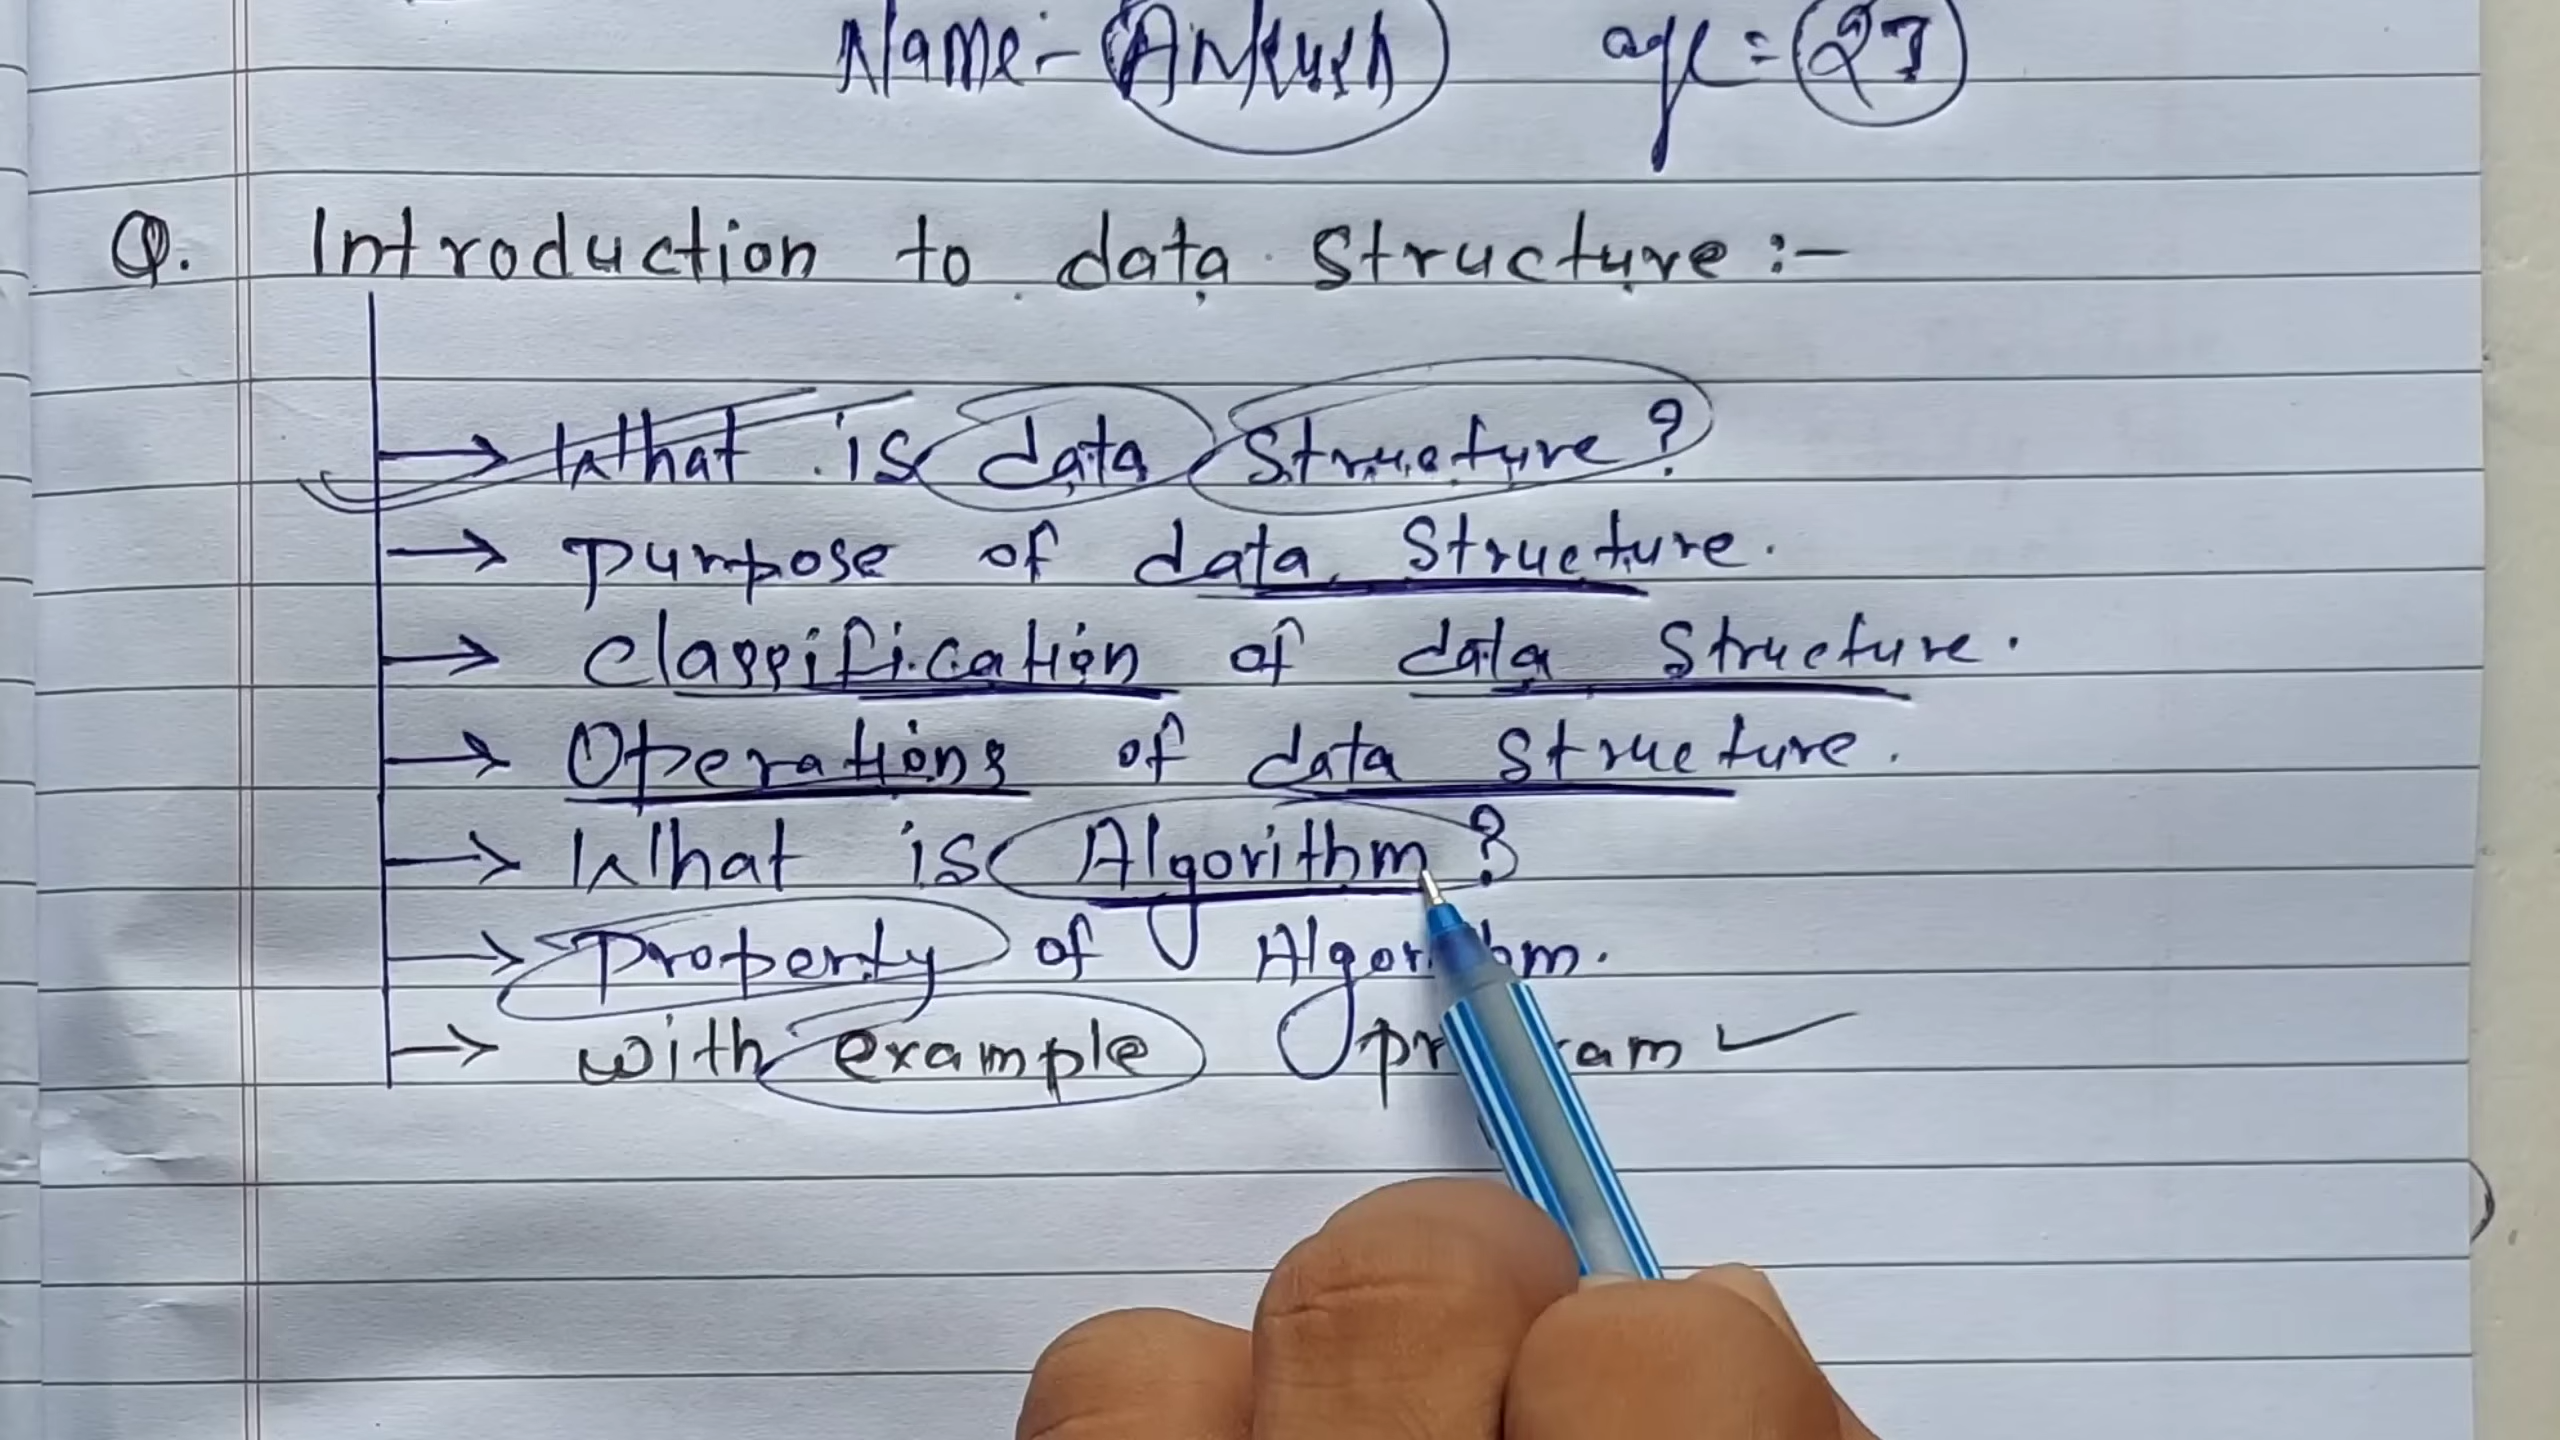 Name:- Ankush age = 27
Q. Introduction to data structure :-
→ What is data structure?
→ Purpose of data structure.
→ Classification of data structure.
→ Operations of data structure.
→ What is Algorithm?
→ Property of Algorithm.
→ with example program ✓